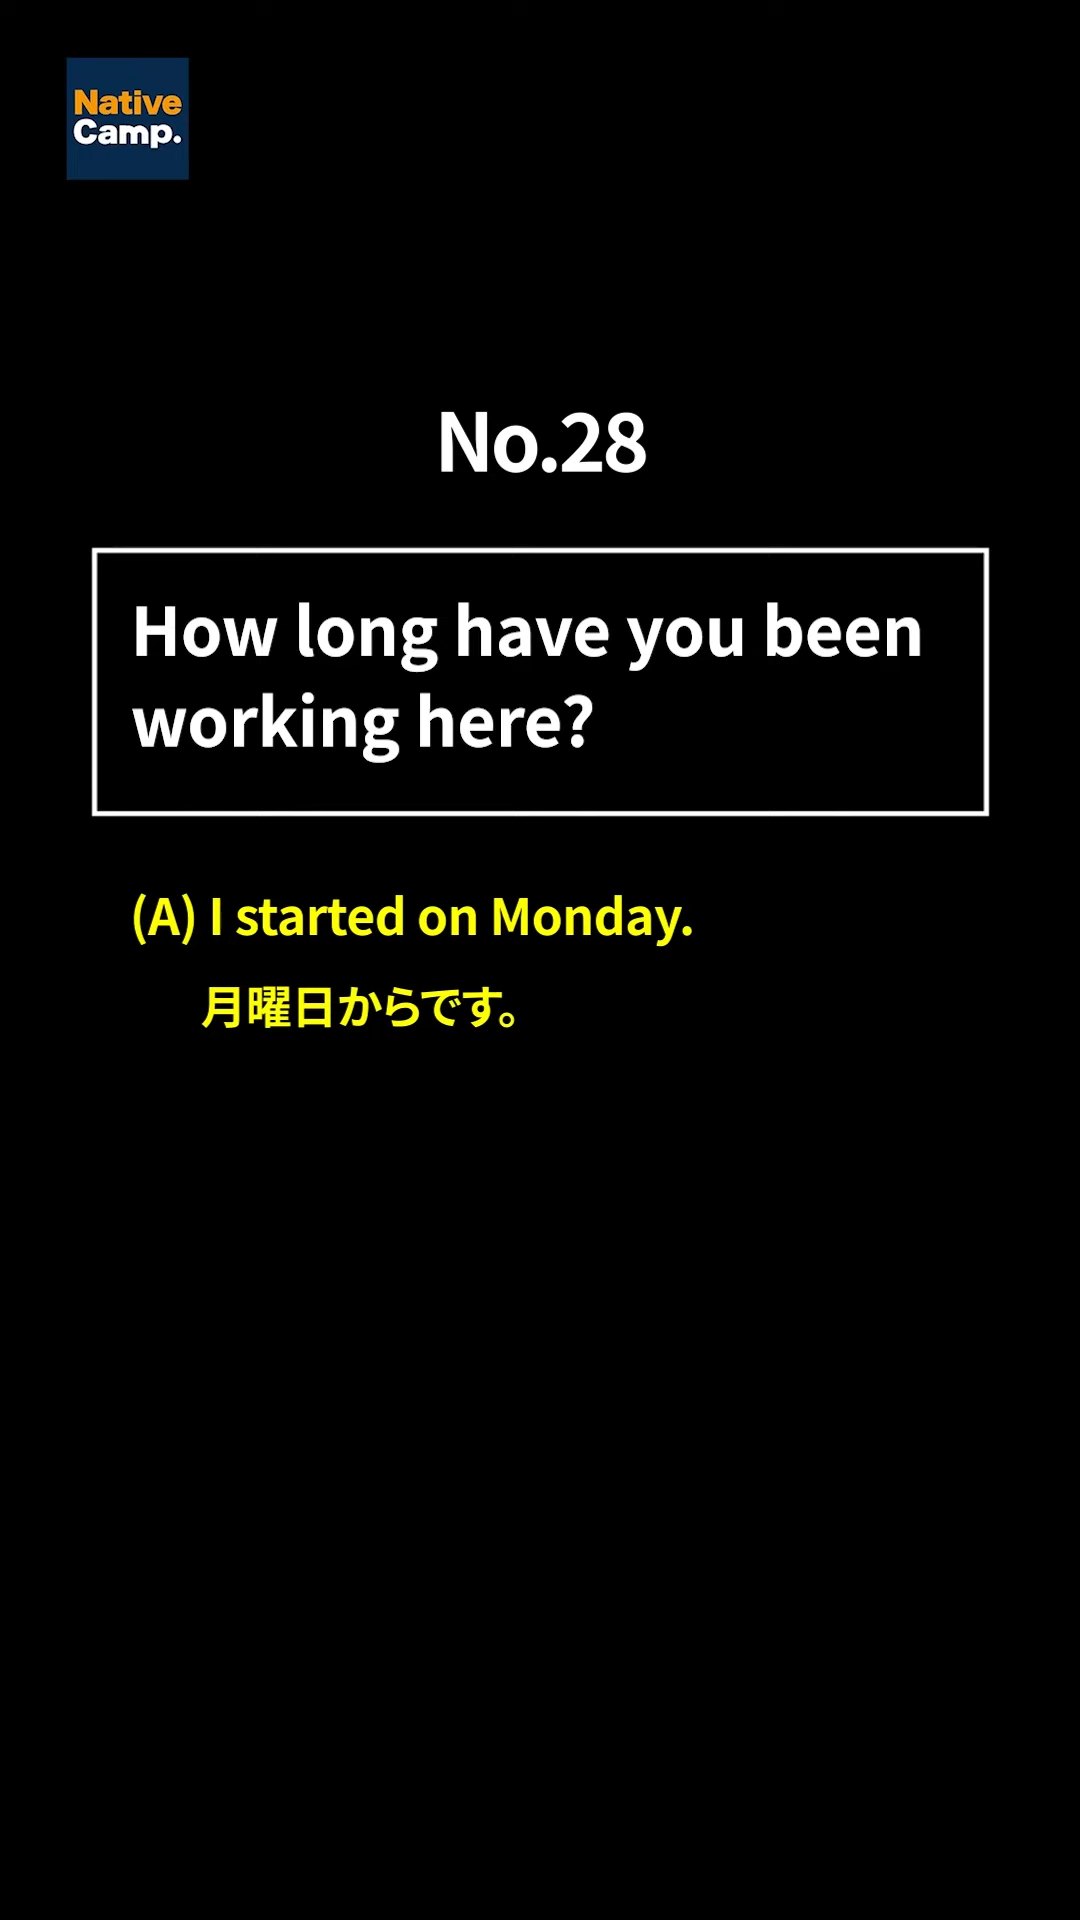 Native
Camp.
No.28
How long have you been
working here?
(A) I started on Monday.
月曜日からです。